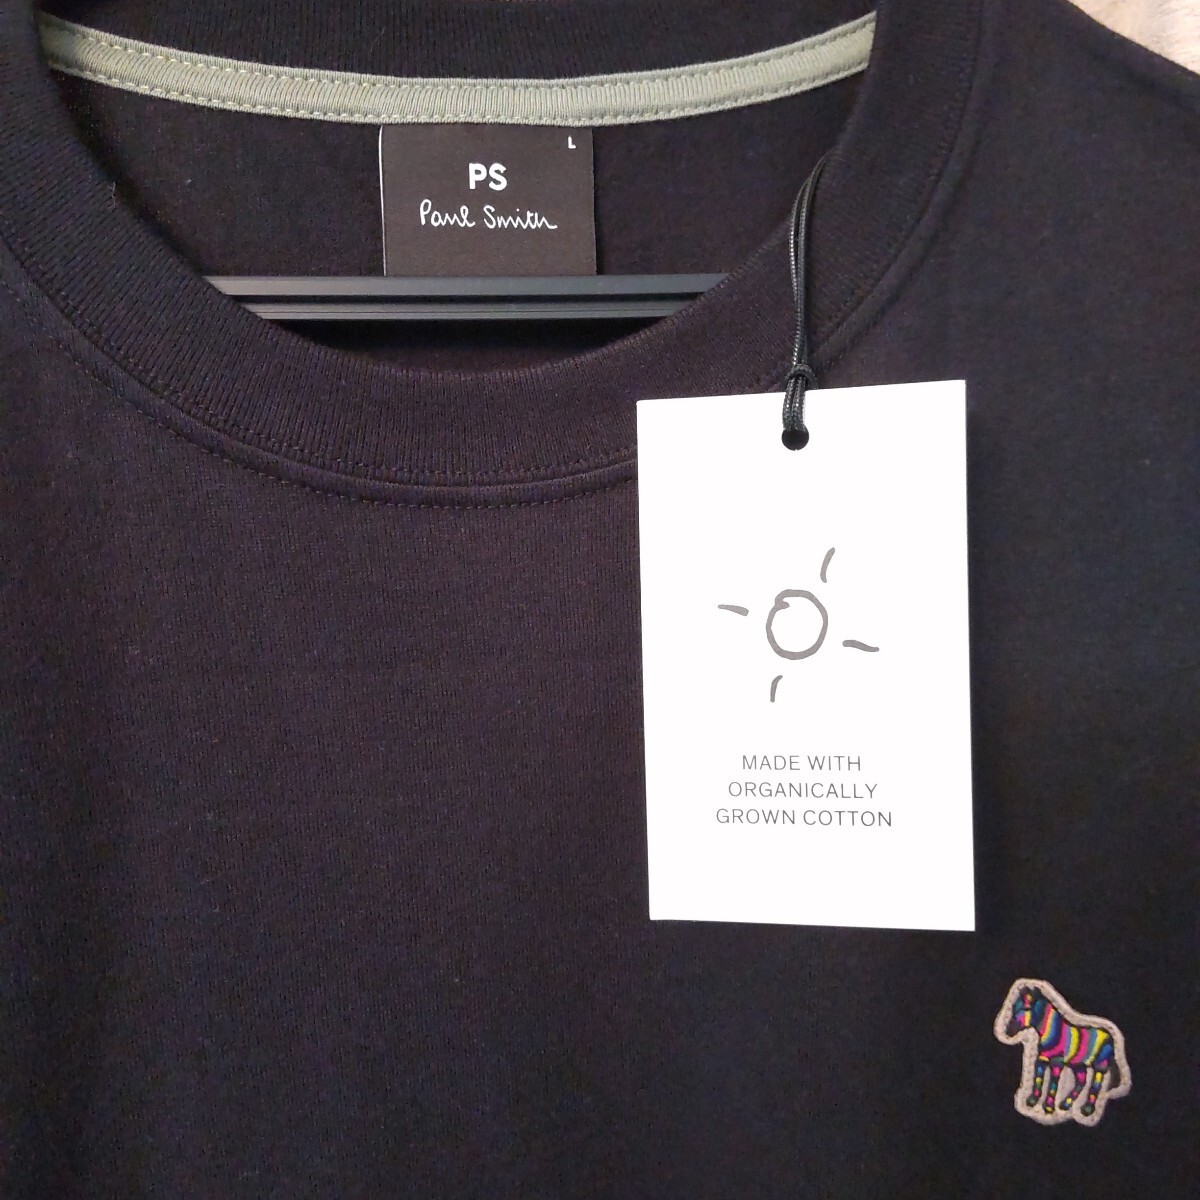 L
PS
Paul Smith
MADE WITH
ORGANICALLY
GROWN COTTON